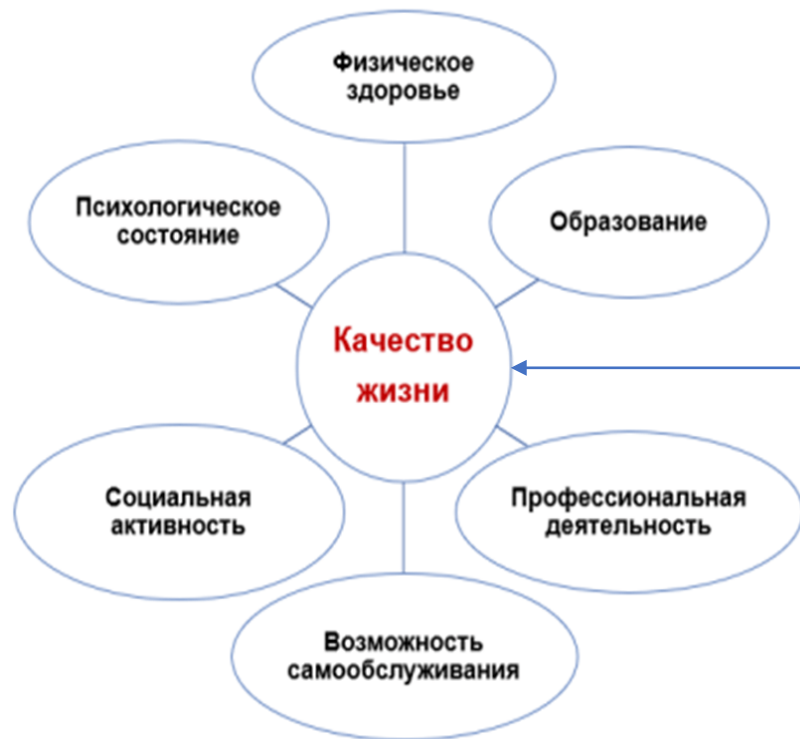 Физическое
здоровье
Психологическое
состояние
Образование
Качество
жизни
Социальная
активность
Профессиональная
деятельность
Возможность
самообслуживания